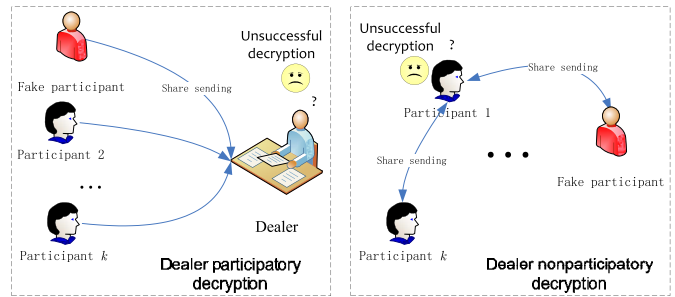 Unsuccessful
decryption
?
Share sending
Fake participant
Participant 2
...
Participant k
Dealer
Dealer participatory
decryption
Unsuccessful
decryption
?
Share sending
Participant 1
Share sending
...
Fake participant
Participant k
Dealer nonparticipatory
decryption